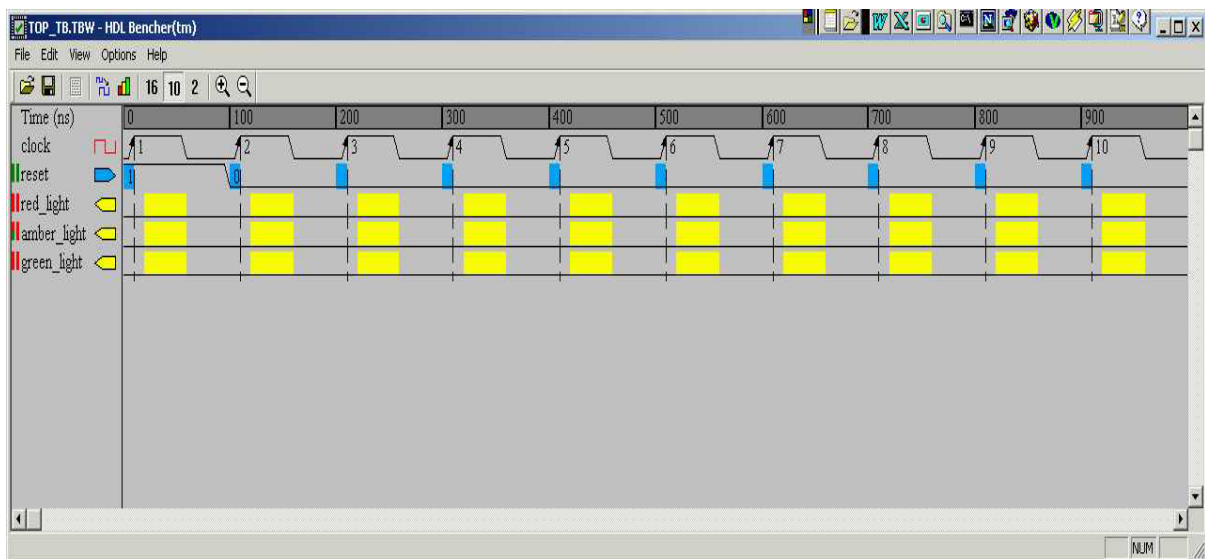 TOP_TB.TBW - HDL Bencher(tm)
File Edit View Options Help
16 10 2
Time (ns) 0 100 200 300 400 500 600 700 800 900
clock 1 2 3 4 5 6 7 8 9 10
reset 1 0
red_light
amber_light
green_light
NUM